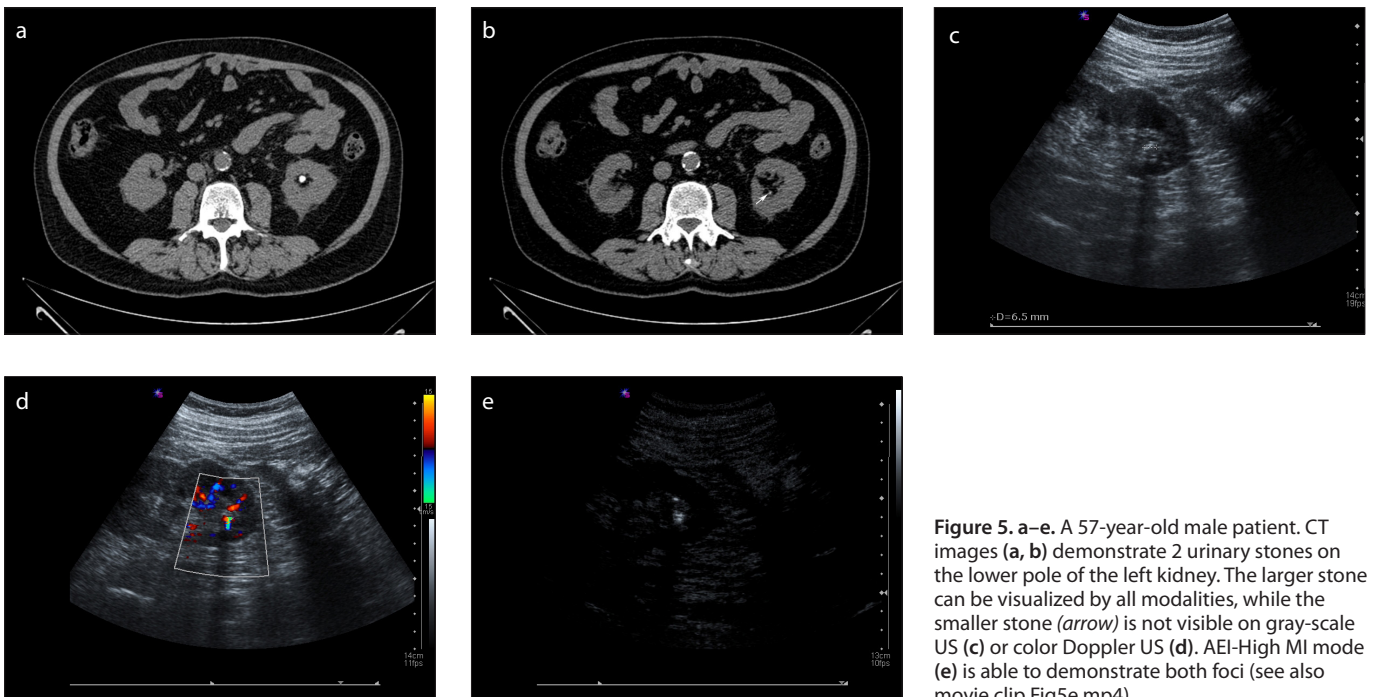 a
b
c
14cm
19fps
-:-D=6.5 mm
d
15
15
14cm
11fps
e
13cm
10fps
Figure 5. a–e. A 57-year-old male patient. CT
images (a, b) demonstrate 2 urinary stones on
the lower pole of the left kidney. The larger stone
can be visualized by all modalities, while the
smaller stone (arrow) is not visible on gray-scale
US (c) or color Doppler US (d). AEI-High MI mode
(e) is able to demonstrate both foci (see also
movie clip Fig5e.mp4)